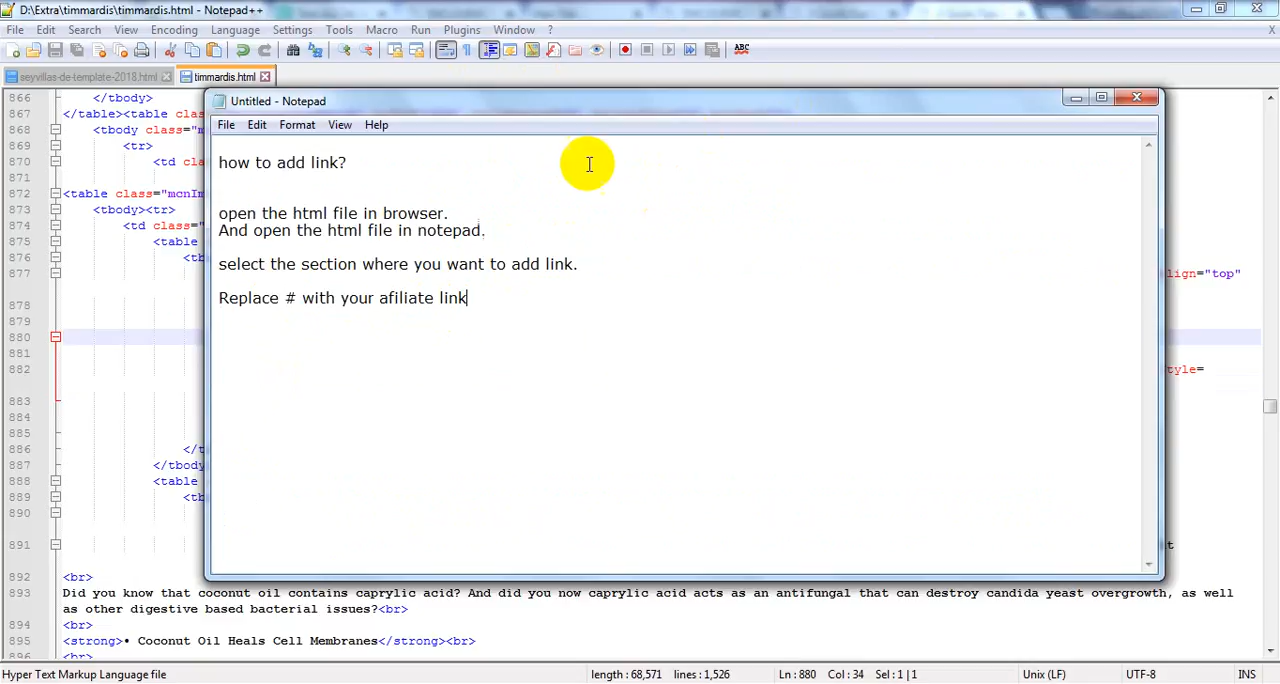 D:\Extra\timmardis\timmardis.html - Notepad++
File Edit Search View Encoding Language Settings Tools Macro Run Plugins Window ? X
ABC
seyvillas-de-template-2018.html timmardis.html
Untitled - Notepad
File Edit Format View Help
how to add link?
open the html file in browser.
And open the html file in notepad.
select the section where you want to add link.
Replace # with your afiliate link
866 </tbody>
867 </table><table clas
868 <tbody class="m
869 <tr>
870 <td cla
871
872 <table class="mcnIm
873 <tbody><tr>
874 <td class="
875 <table
876 <tb
877 lign="top"
878
879
880
881
882 tyle=
883
884
885
886 </t
887 </tbody>
888 <table
889 <tb
890
891 t
892 <br>
893 Did you know that coconut oil contains caprylic acid? And did you now caprylic acid acts as an antifungal that can destroy candida yeast overgrowth, as well
as other digestive based bacterial issues?<br>
894 <br>
895 <strong>• Coconut Oil Heals Cell Membranes</strong><br>
896 <br>
Hyper Text Markup Language file length : 68,571 lines : 1,526 Ln : 880 Col : 34 Sel : 1 | 1 Unix (LF) UTF-8 INS